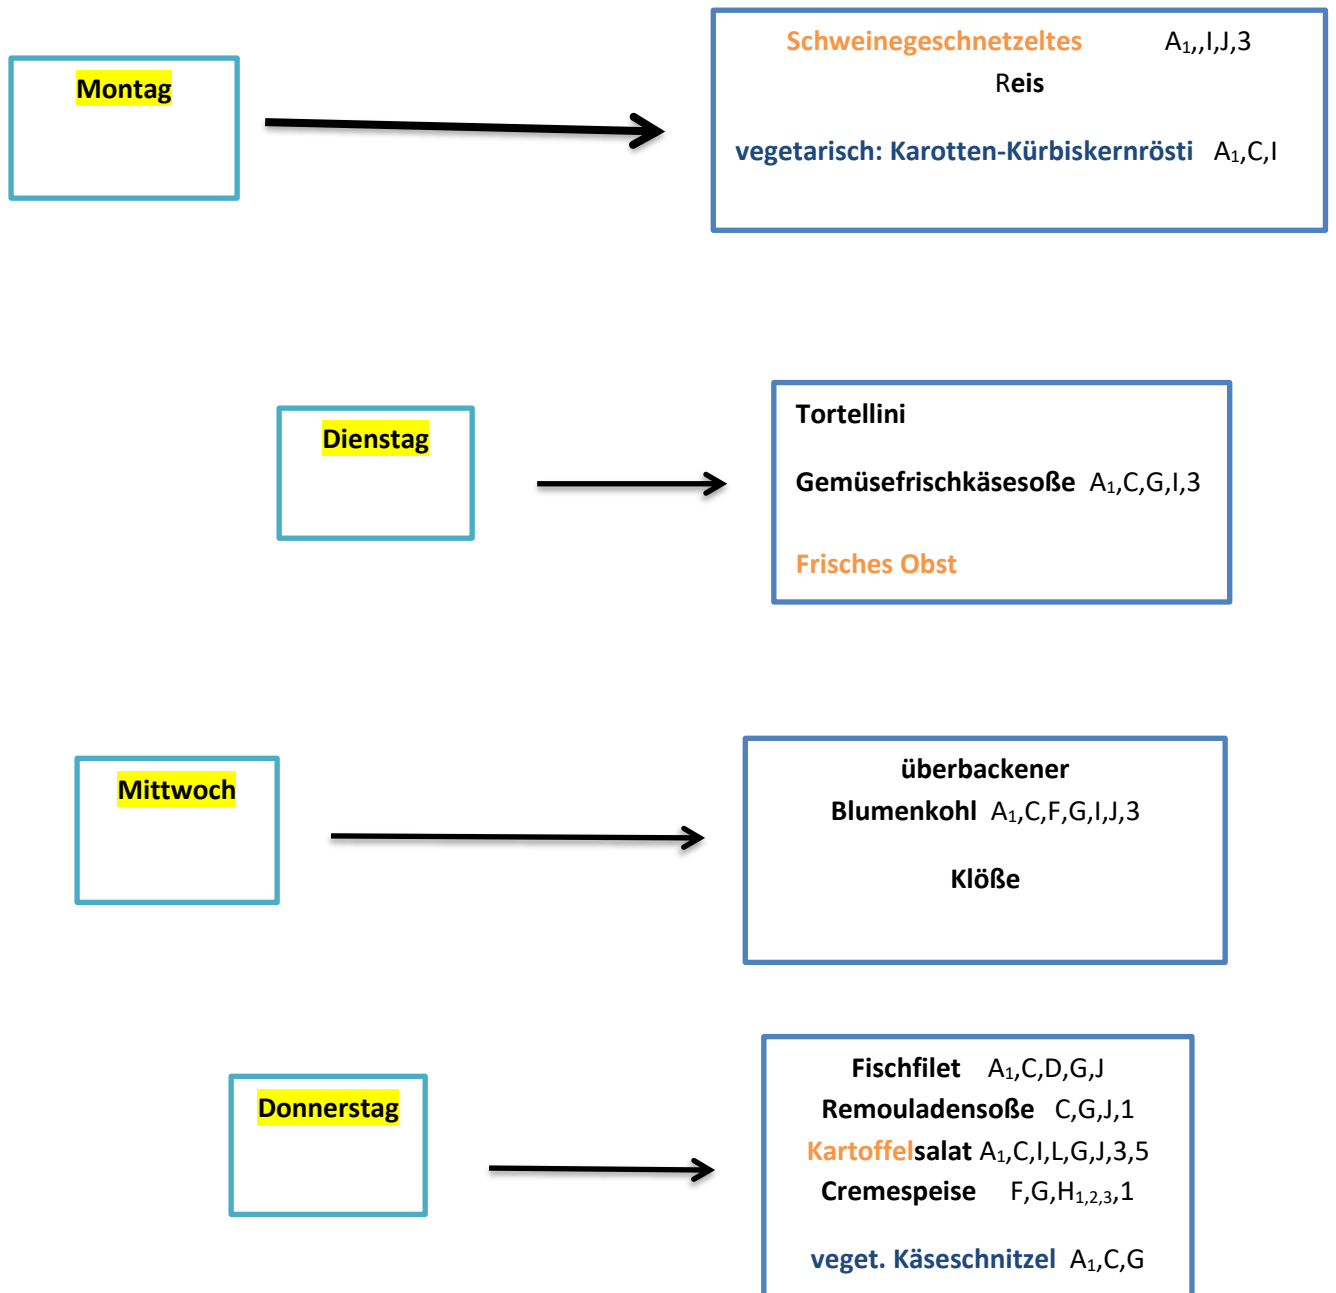 Montag
Schweinegeschnetzeltes A₁,,I,J,3
Reis
vegetarisch: Karotten-Kürbiskernrösti A₁,C,I
Dienstag
Tortellini
Gemüsefrischkäsesoße A₁,C,G,I,3
Frisches Obst
Mittwoch
überbackener
Blumenkohl A₁,C,F,G,I,J,3
Klöße
Donnerstag
Fischfilet A₁,C,D,G,J
Remouladensoße C,G,J,1
Kartoffelsalat A₁,C,I,L,G,J,3,5
Cremespeise F,G,H₁,₂,₃,1
veget. Käseschnitzel A₁,C,G